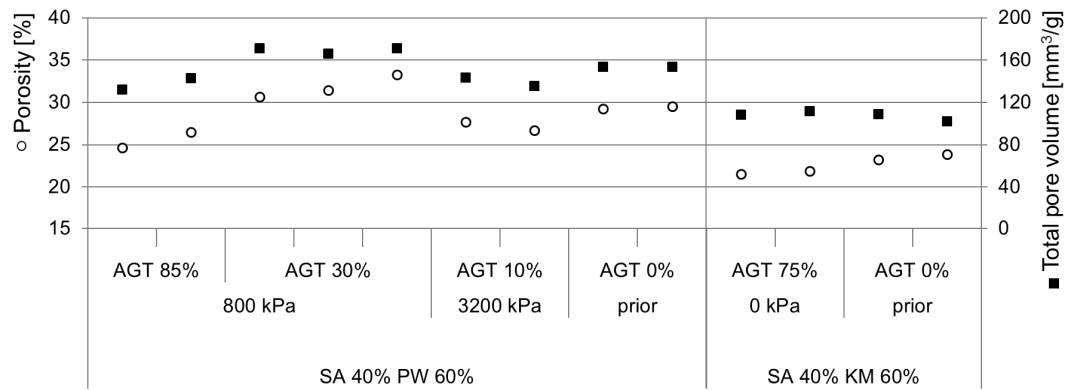 ○ Porosity [%]
40
35
30
25
20
15
200
160
120
80
40
0
■ Total pore volume [mm³/g]
AGT 85% AGT 30% AGT 10% AGT 0% AGT 75% AGT 0%
800 kPa 3200 kPa prior 0 kPa prior
SA 40% PW 60% SA 40% KM 60%